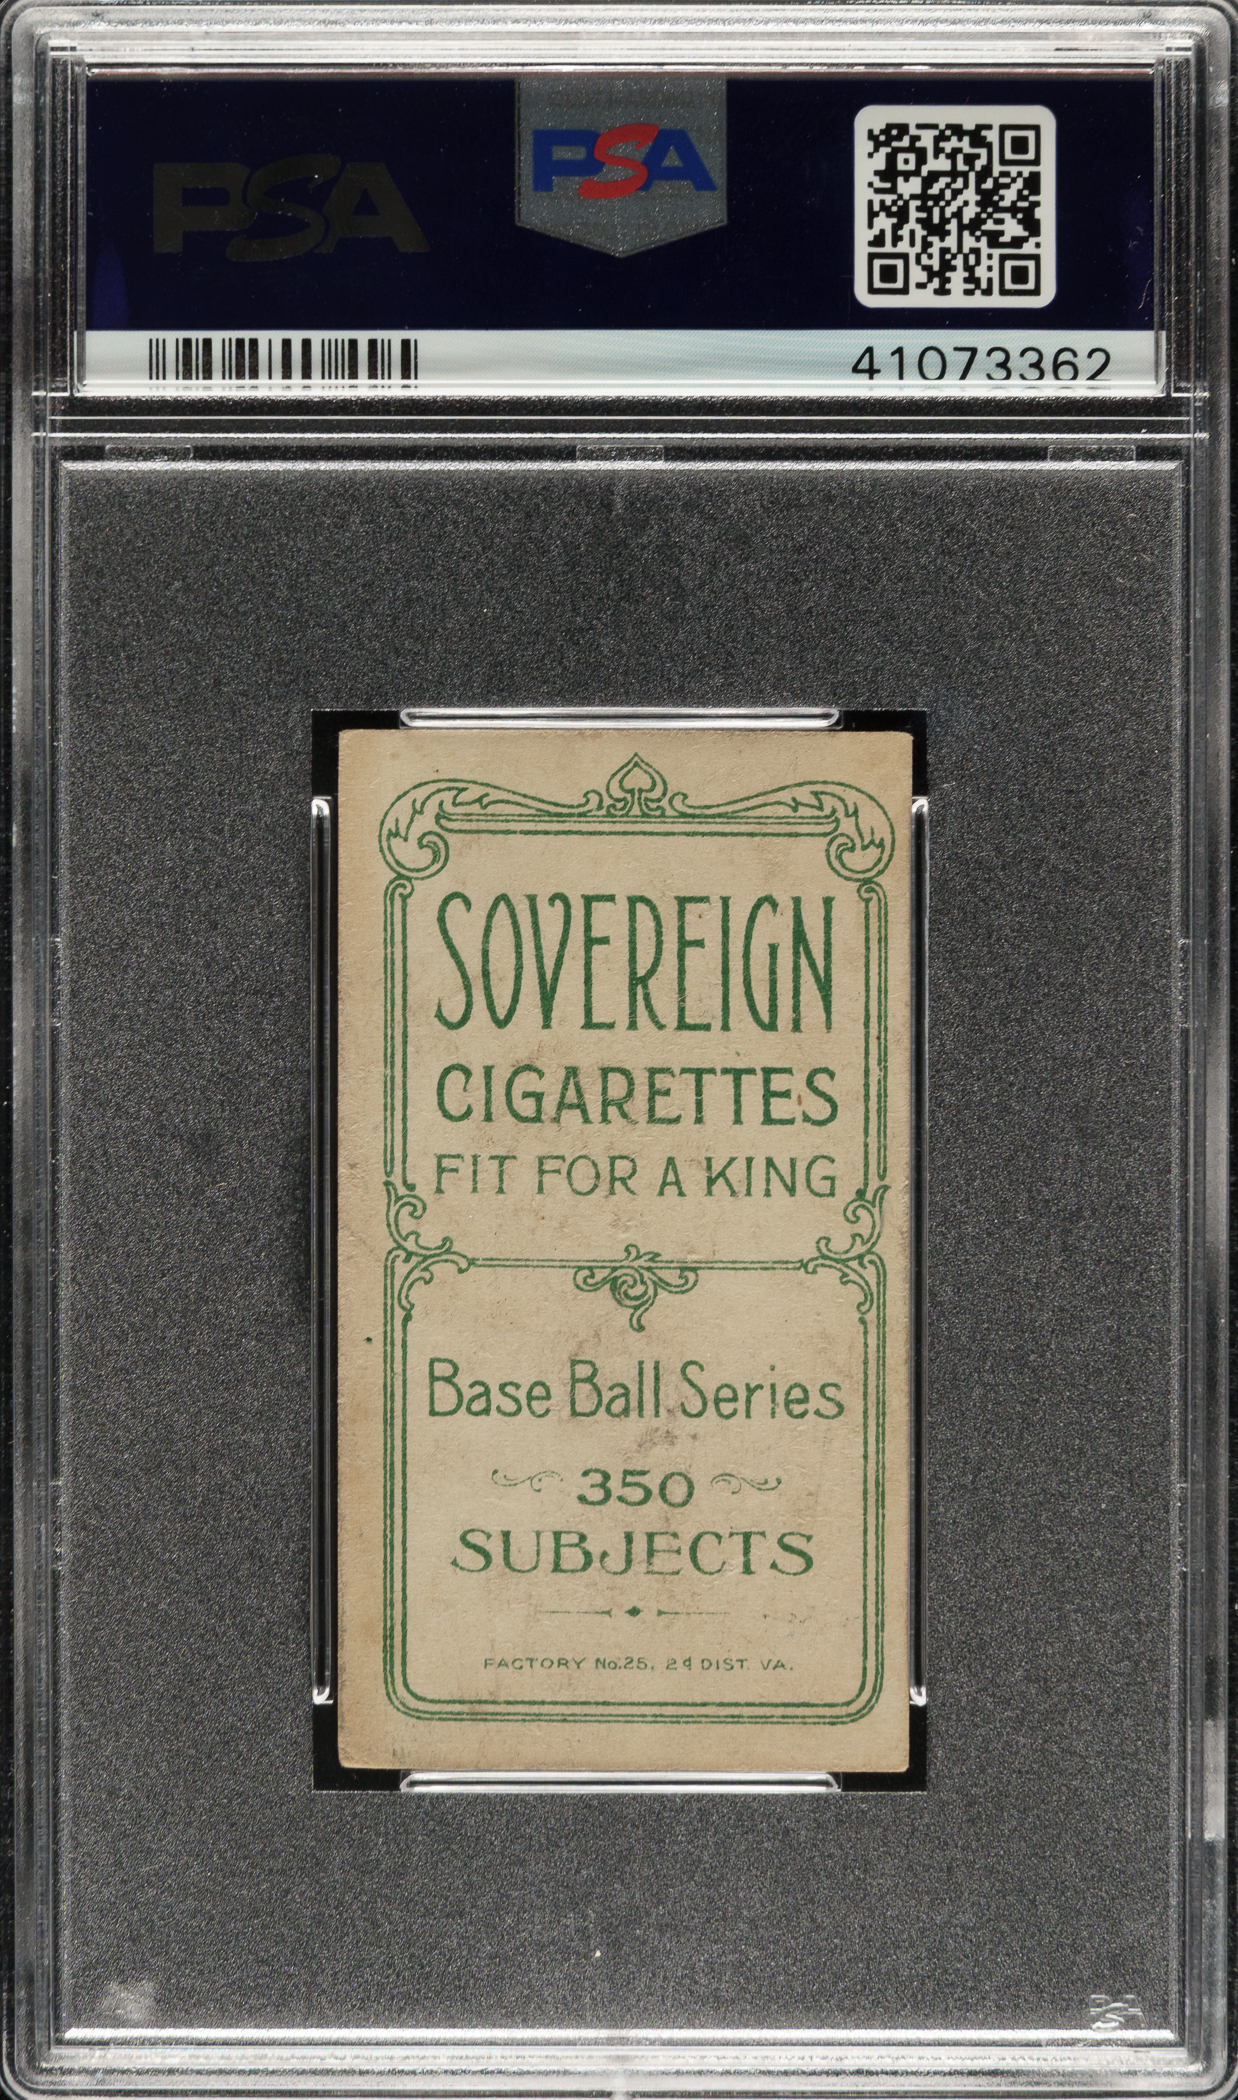 PSA
PSA
41073362
SOVEREIGN
CIGARETTES
FIT FOR A KING
Base Ball Series
350
SUBJECTS
FACTORY No. 25, 2d DIST. VA.
PSA